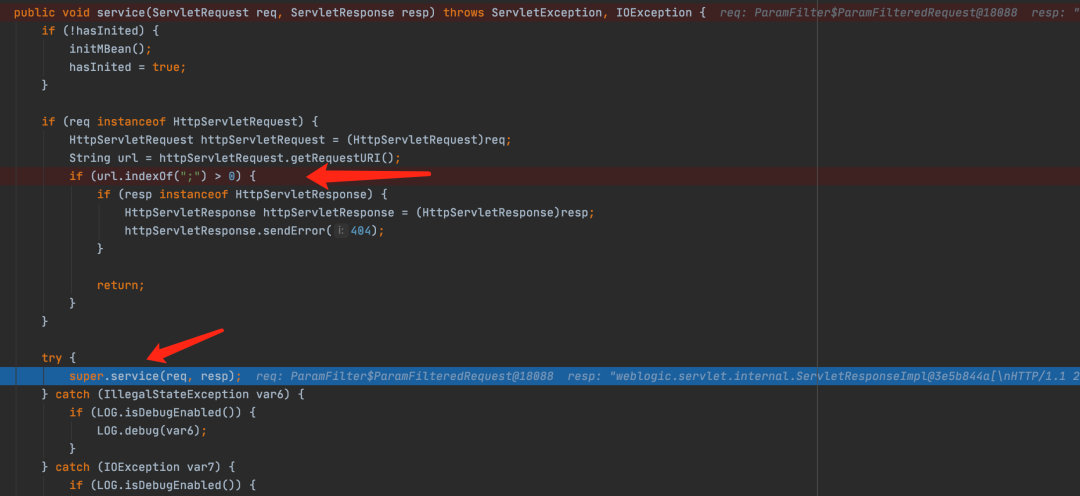 public void service(ServletRequest req, ServletResponse resp) throws ServletException, IOException {  req: ParamFilter$ParamFilteredRequest@18088  resp: "
    if (!hasInited) {
        initMBean();
        hasInited = true;
    }

    if (req instanceof HttpServletRequest) {
        HttpServletRequest httpServletRequest = (HttpServletRequest)req;
        String url = httpServletRequest.getRequestURI();
        if (url.indexOf(";") > 0) {
            if (resp instanceof HttpServletResponse) {
                HttpServletResponse httpServletResponse = (HttpServletResponse)resp;
                httpServletResponse.sendError( i: 404);
            }

            return;
        }
    }

    try {
        super.service(req, resp);  req: ParamFilter$ParamFilteredRequest@18088  resp: "weblogic.servlet.internal.ServletResponseImpl@3e5b844a[\nHTTP/1.1 2
    } catch (IllegalStateException var6) {
        if (LOG.isDebugEnabled()) {
            LOG.debug(var6);
        }
    } catch (IOException var7) {
        if (LOG.isDebugEnabled()) {